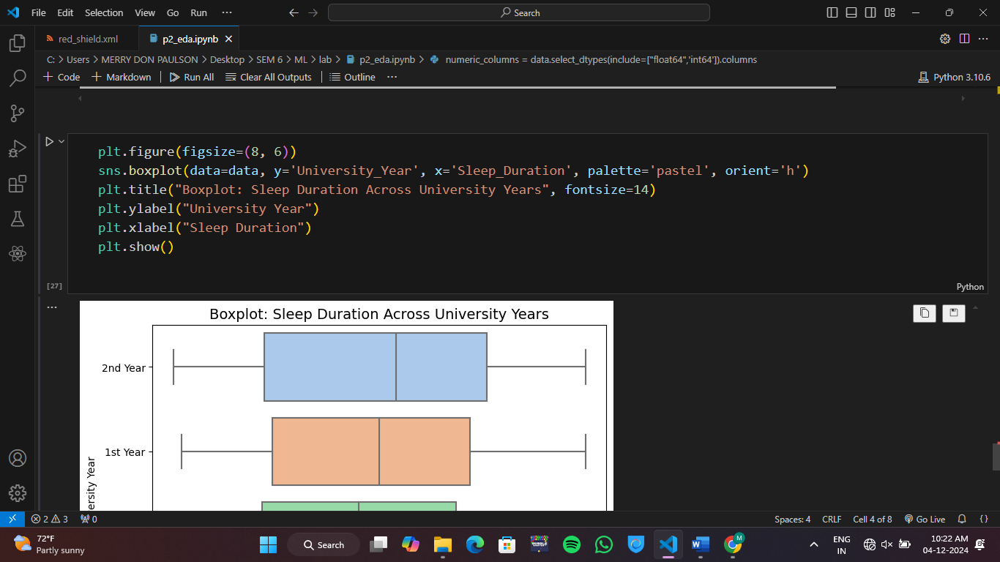 File Edit Selection View Go Run ...
Search
red_shield.xml
p2_eda.ipynb
C: > Users > MERRY DON PAULSON > Desktop > SEM 6 > ML > lab > p2_eda.ipynb > numeric_columns = data.select_dtypes(include=["float64",'int64']).columns
+ Code + Markdown Run All Clear All Outputs Outline ...
Python 3.10.6
plt.figure(figsize=(8, 6))
sns.boxplot(data=data, y='University_Year', x='Sleep_Duration', palette='pastel', orient='h')
plt.title("Boxplot: Sleep Duration Across University Years", fontsize=14)
plt.ylabel("University Year")
plt.xlabel("Sleep Duration")
plt.show()
[27]
Python
Boxplot: Sleep Duration Across University Years
2nd Year
1st Year
ersity Year
2 3 0
Spaces: 4 CRLF Cell 4 of 8 Go Live {}
72°F
Partly sunny
Search
M
ENG
IN
10:22 AM
04-12-2024